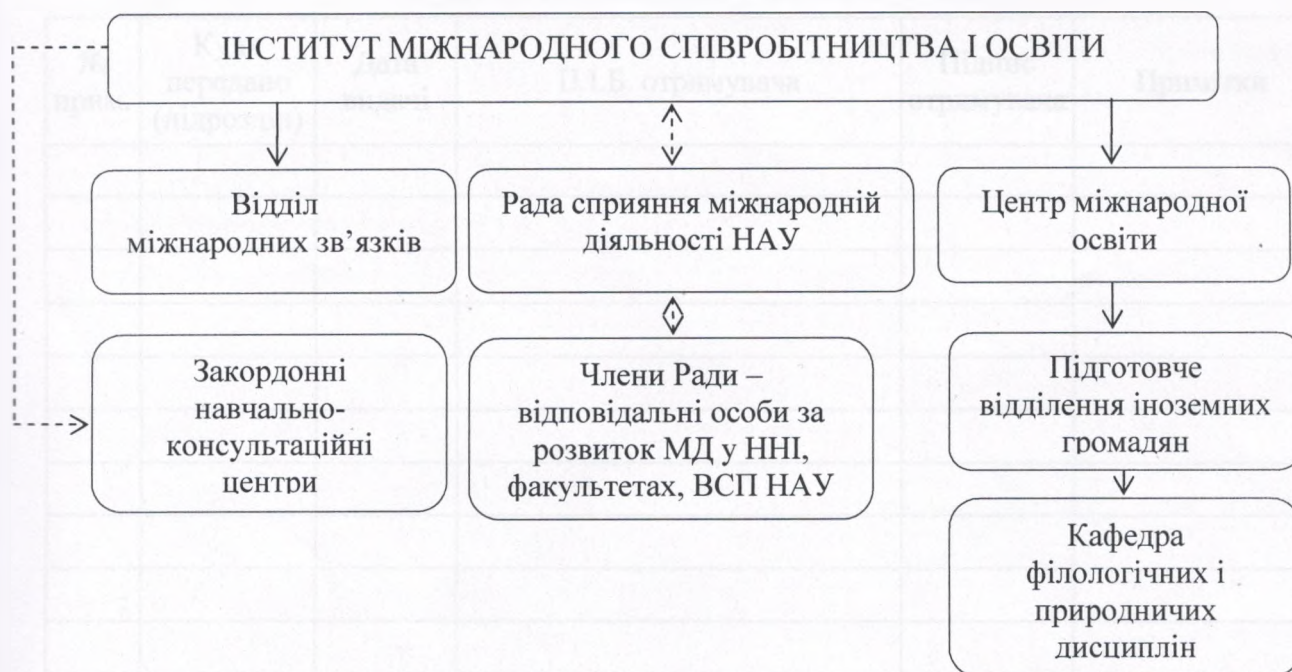 ІНСТИТУТ МІЖНАРОДНОГО СПІВРОБІТНИЦТВА І ОСВІТИ
Відділ
міжнародних зв’язків
Рада сприяння міжнародній
діяльності НАУ
Центр міжнародної
освіти
Закордонні
навчально-
консультаційні
центри
Члени Ради –
відповідальні особи за
розвиток МД у ННІ,
факультетах, ВСП НАУ
Підготовче
відділення іноземних
громадян
Кафедра
філологічних і
природничих
дисциплін